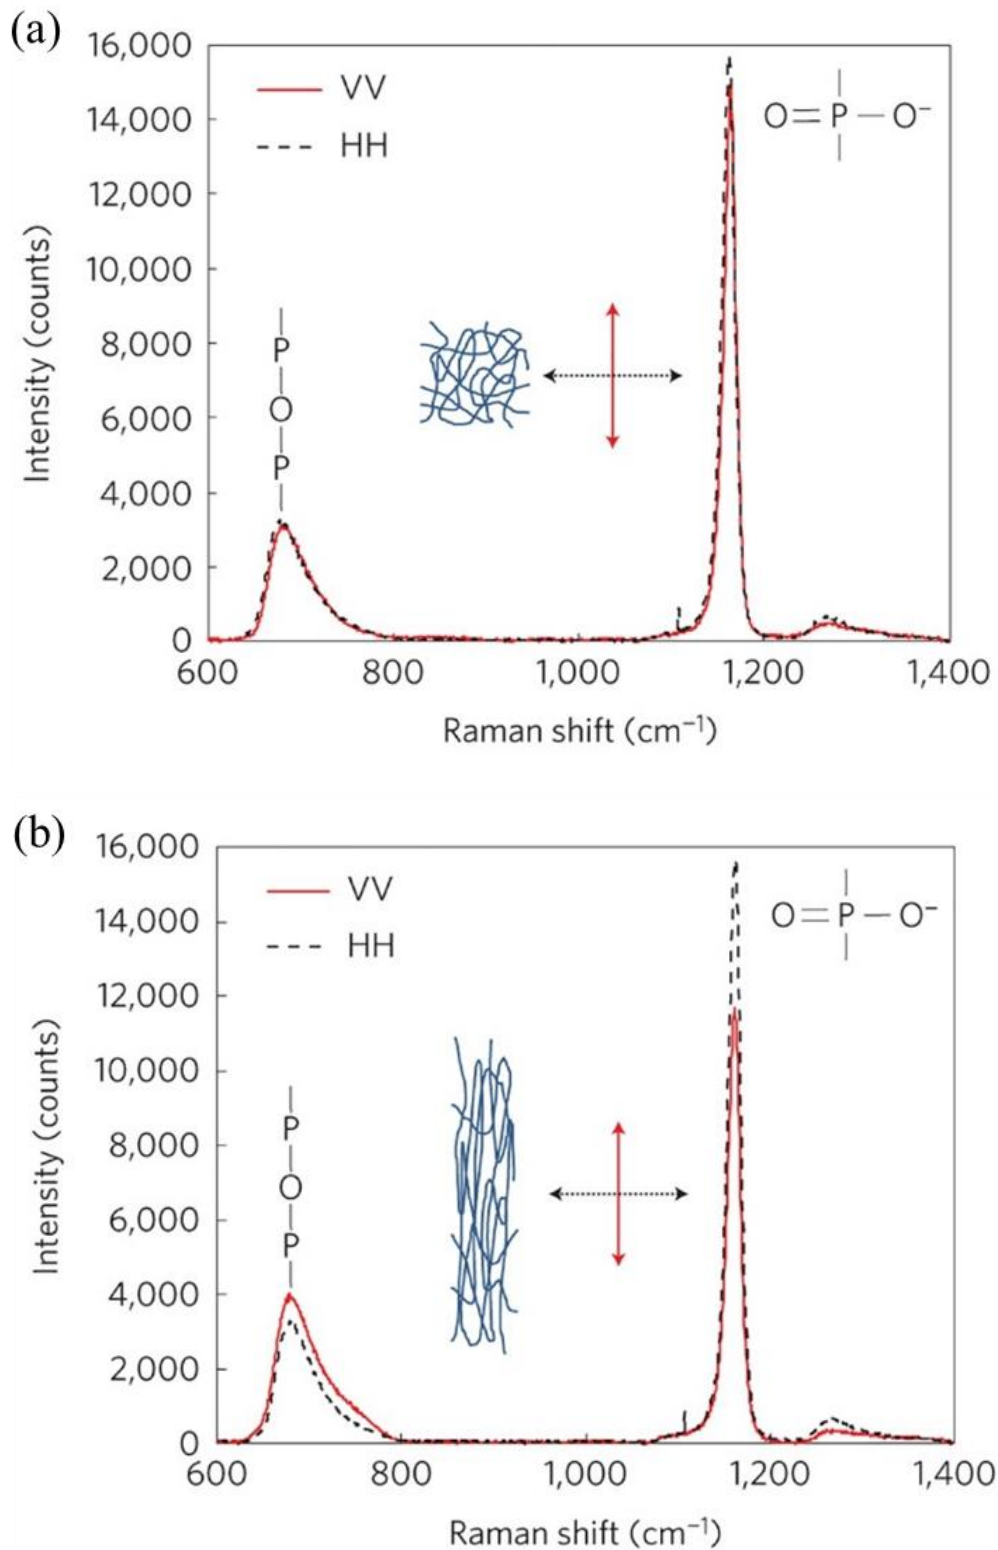 (a)
16,000
14,000
12,000
10,000
8,000
6,000
4,000
2,000
0
Intensity (counts)
VV
HH
O=P—O⁻
P
O
P
600 800 1,000 1,200 1,400
Raman shift (cm⁻¹)
(b)
16,000
14,000
12,000
10,000
8,000
6,000
4,000
2,000
0
Intensity (counts)
VV
HH
O=P—O⁻
P
O
P
600 800 1,000 1,200 1,400
Raman shift (cm⁻¹)